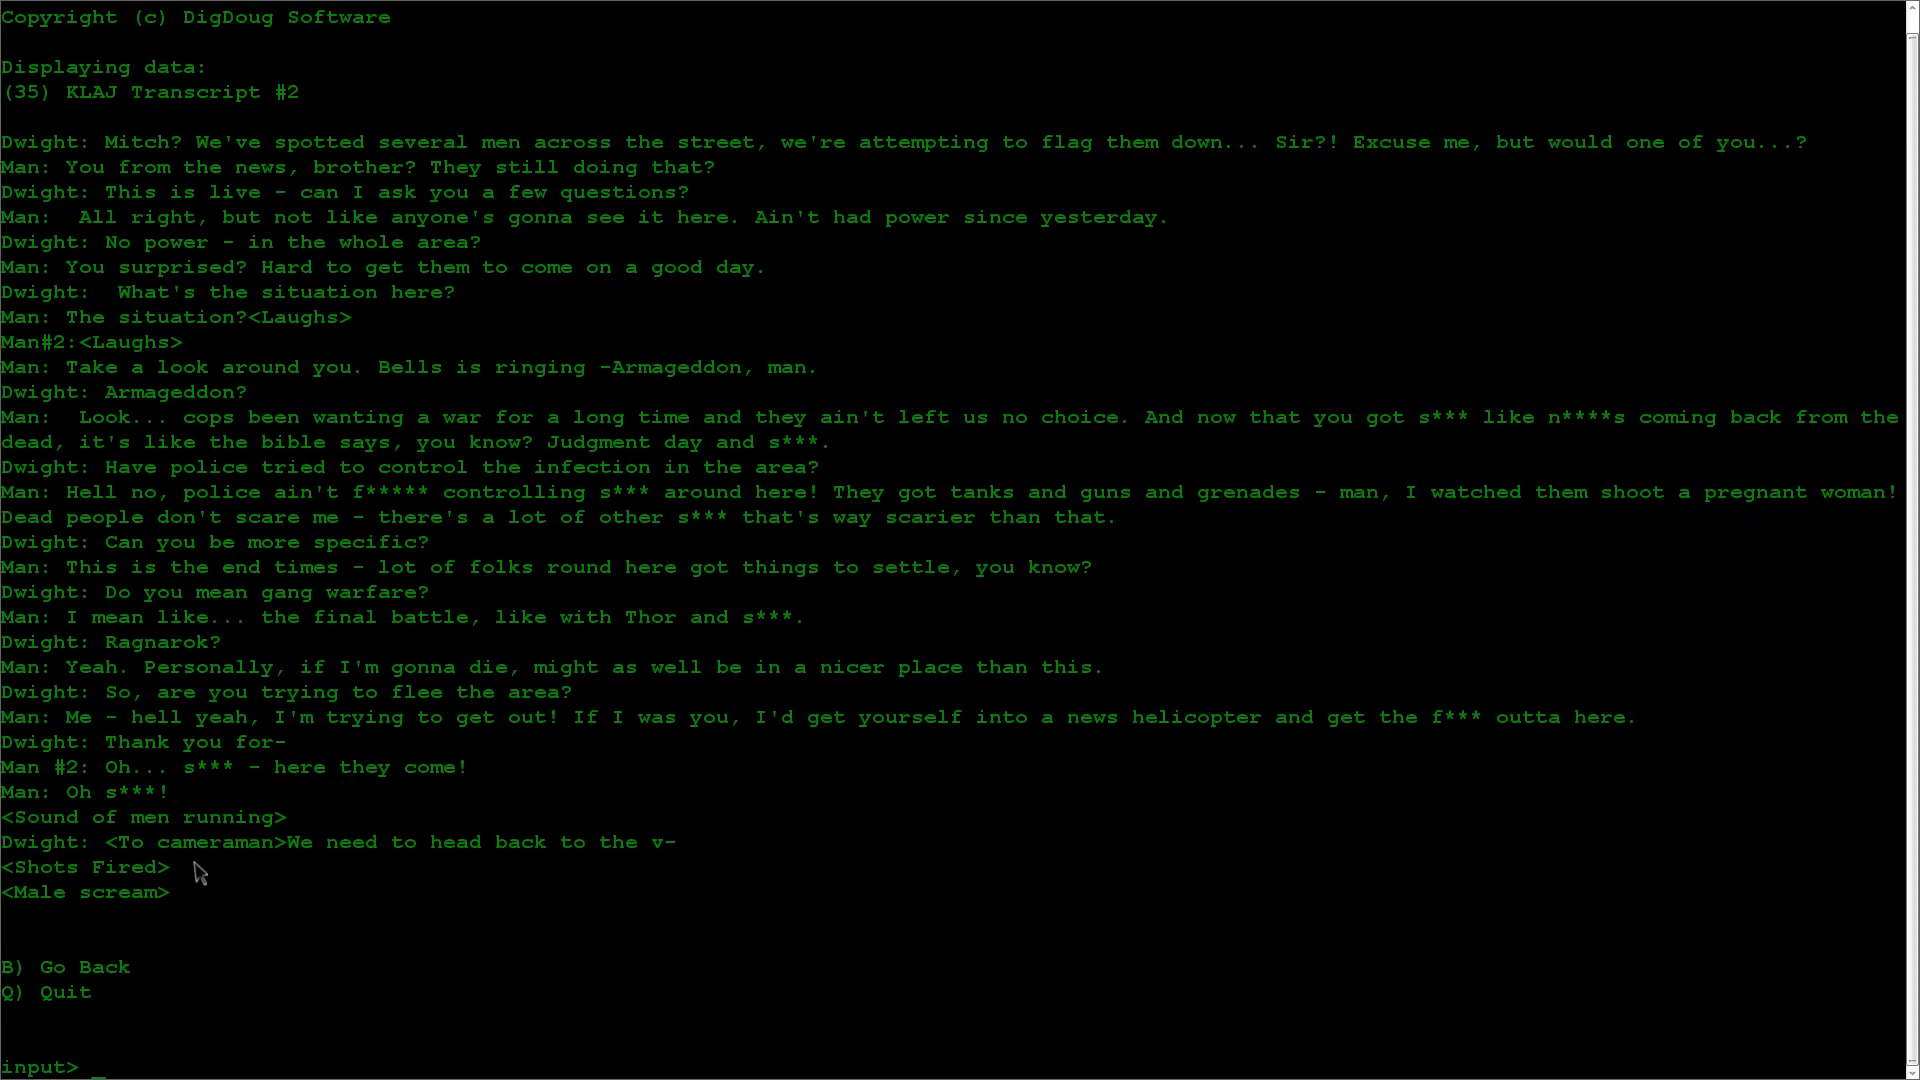 Copyright (c) DigDoug Software
Displaying data:
(35) KLAJ Transcript #2
Dwight: Mitch? We've spotted several men across the street, we're attempting to flag them down... Sir?! Excuse me, but would one of you...?
Man: You from the news, brother? They still doing that?
Dwight: This is live - can I ask you a few questions?
Man:  All right, but not like anyone's gonna see it here. Ain't had power since yesterday.
Dwight: No power - in the whole area?
Man: You surprised? Hard to get them to come on a good day.
Dwight:  What's the situation here?
Man: The situation?<Laughs>
Man#2:<Laughs>
Man: Take a look around you. Bells is ringing -Armageddon, man.
Dwight: Armageddon?
Man:  Look... cops been wanting a war for a long time and they ain't left us no choice. And now that you got s*** like n****s coming back from the
dead, it's like the bible says, you know? Judgment day and s***.
Dwight: Have police tried to control the infection in the area?
Man: Hell no, police ain't f***** controlling s*** around here! They got tanks and guns and grenades - man, I watched them shoot a pregnant woman!
Dead people don't scare me - there's a lot of other s*** that's way scarier than that.
Dwight: Can you be more specific?
Man: This is the end times - lot of folks round here got things to settle, you know?
Dwight: Do you mean gang warfare?
Man: I mean like... the final battle, like with Thor and s***.
Dwight: Ragnarok?
Man: Yeah. Personally, if I'm gonna die, might as well be in a nicer place than this.
Dwight: So, are you trying to flee the area?
Man: Me - hell yeah, I'm trying to get out! If I was you, I'd get yourself into a news helicopter and get the f*** outta here.
Dwight: Thank you for-
Man #2: Oh... s*** - here they come!
Man: Oh s***!
<Sound of men running>
Dwight: <To cameraman>We need to head back to the v-
<Shots Fired>
<Male scream>
B) Go Back
Q) Quit
input> _